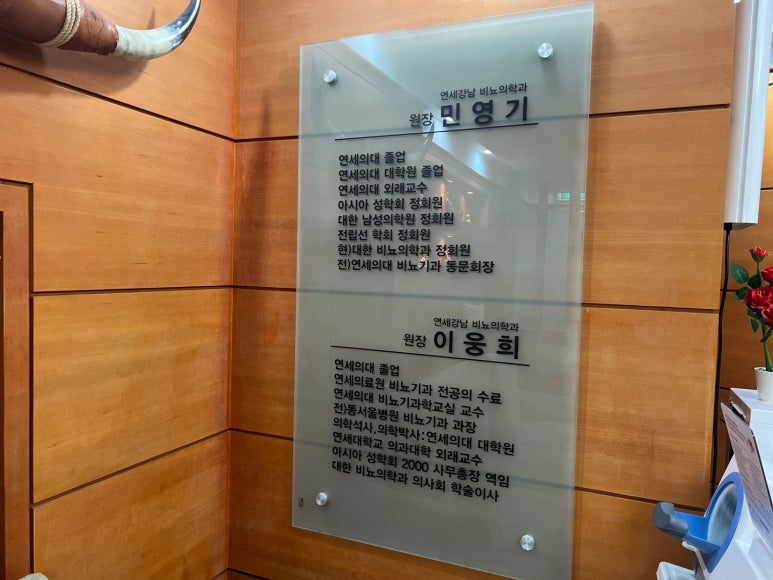 연세강남 비뇨의학과
원장 민영기
연세의대 졸업
연세의대 대학원 졸업
연세의대 외래교수
아시아 성학회 정회원
대한 남성의학원 정회원
전립선 학회 정회원
현)대한 비뇨의학과 정회원
전)연세의대 비뇨기과 동문회장
연세강남 비뇨의학과
원장 이웅희
연세의대 졸업
연세의료원 비뇨기과 전공의 수료
연세의대 비뇨기과학교실 교수
전)동서울병원 비뇨기과 과장
의학석사.의학박사:연세의대 대학원
연세대학교 의과대학 외래교수
아시아 성학회 2000 사무총장 역임
대한 비뇨의학과 의사회 학술이사